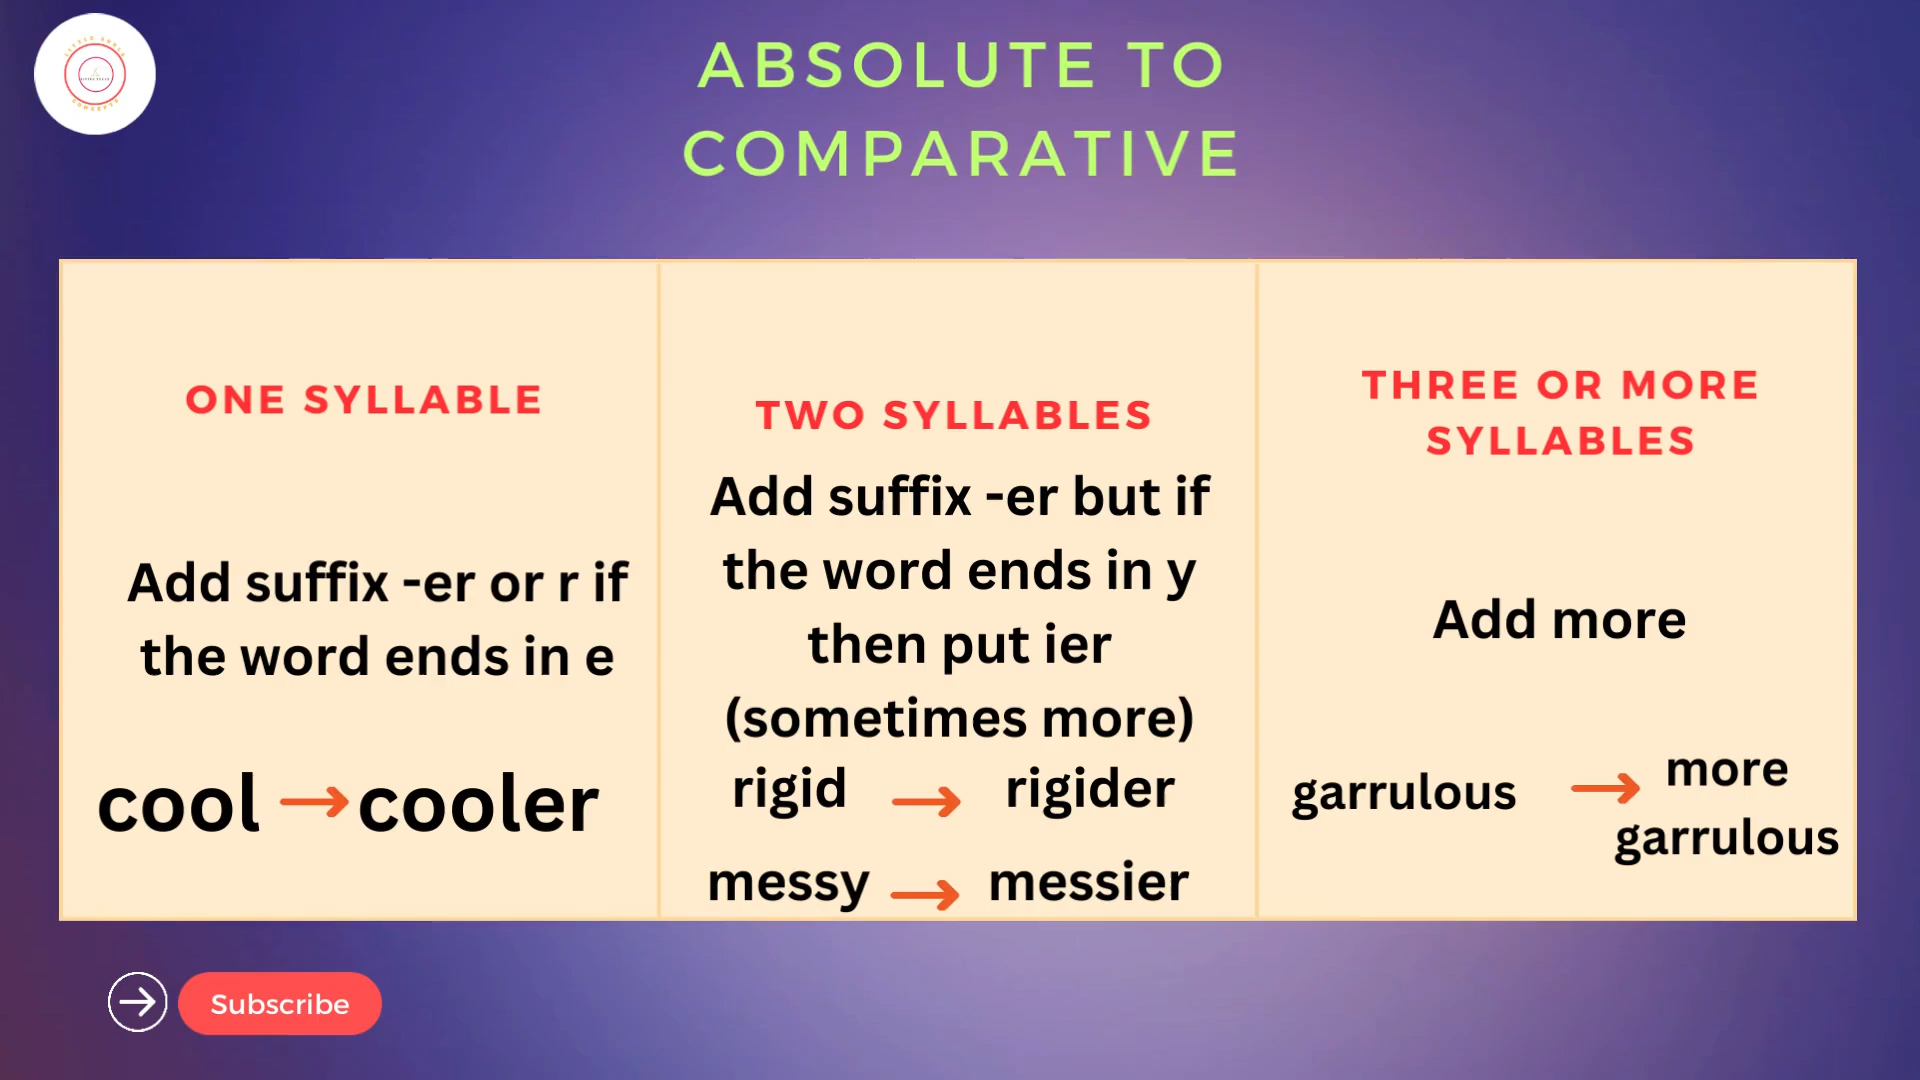 ABSOLUTE TO
COMPARATIVE
ONE SYLLABLE
Add suffix -er or r if
the word ends in e
cool → cooler
TWO SYLLABLES
Add suffix -er but if
the word ends in y
then put ier
(sometimes more)
rigid → rigider
messy → messier
THREE OR MORE
SYLLABLES
Add more
garrulous → more
garrulous
Subscribe